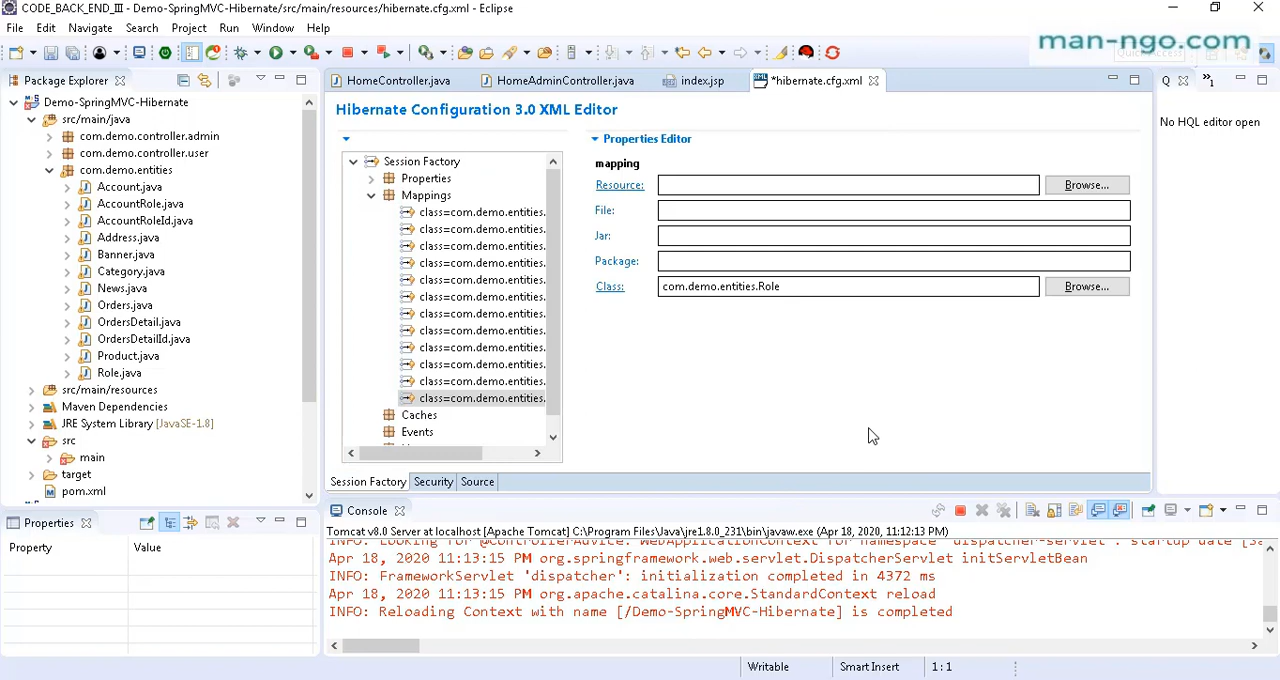 CODE_BACK_END_III - Demo-SpringMVC-Hibernate/src/main/resources/hibernate.cfg.xml - Eclipse
File Edit Navigate Search Project Run Window Help
man-ngo.com
Package Explorer
HomeController.java
HomeAdminController.java
index.jsp
*hibernate.cfg.xml
Q
»1
Demo-SpringMVC-Hibernate
src/main/java
com.demo.controller.admin
com.demo.controller.user
com.demo.entities
Account.java
AccountRole.java
AccountRoleId.java
Address.java
Banner.java
Category.java
News.java
Orders.java
OrdersDetail.java
OrdersDetailId.java
Product.java
Role.java
src/main/resources
Maven Dependencies
JRE System Library [JavaSE-1.8]
src
main
target
pom.xml
Hibernate Configuration 3.0 XML Editor
Session Factory
Properties
Mappings
class=com.demo.entities.
class=com.demo.entities.
class=com.demo.entities.
class=com.demo.entities.
class=com.demo.entities.
class=com.demo.entities.
class=com.demo.entities.
class=com.demo.entities.
class=com.demo.entities.
class=com.demo.entities.
class=com.demo.entities.
class=com.demo.entities.
Caches
Events
Properties Editor
mapping
Resource: Browse...
File:
Jar:
Package:
Class: com.demo.entities.Role Browse...
No HQL editor open
Session Factory Security Source
Properties
Property Value
Console
Tomcat v8.0 Server at localhost [Apache Tomcat] C:\Program Files\Java\jre1.8.0_231\bin\javaw.exe (Apr 18, 2020, 11:12:13 PM)
INFO: Looking for @ControllerAdvice: WebApplicationContext for namespace 'dispatcher-servlet': startup date [Sa
Apr 18, 2020 11:13:15 PM org.springframework.web.servlet.DispatcherServlet initServletBean
INFO: FrameworkServlet 'dispatcher': initialization completed in 4372 ms
Apr 18, 2020 11:13:15 PM org.apache.catalina.core.StandardContext reload
INFO: Reloading Context with name [/Demo-SpringMVC-Hibernate] is completed
Writable Smart Insert 1:1